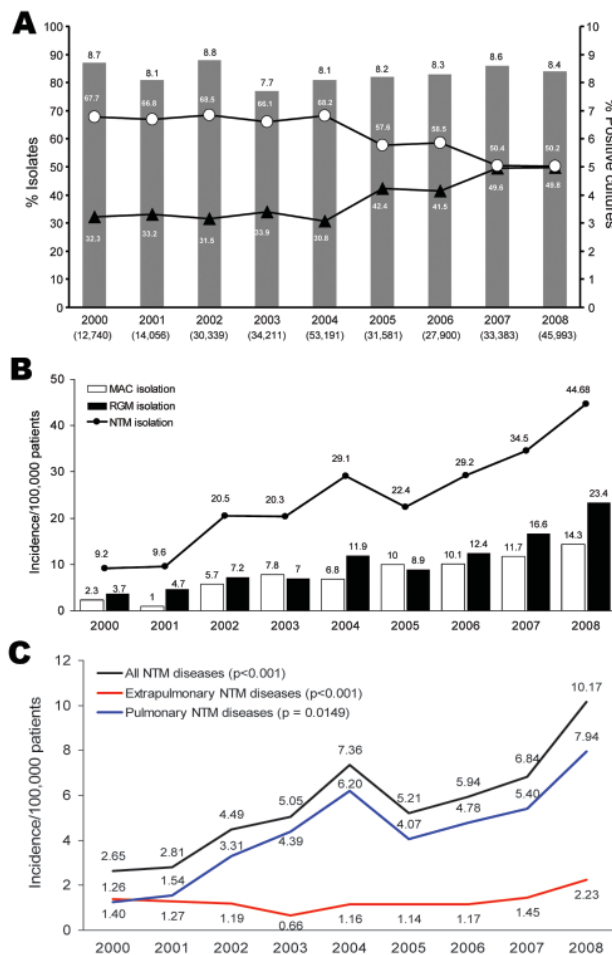 A
100
90
80
70
60
50
40
30
20
10
0
% Isolates
10
9
8
7
6
5
4
3
2
1
0
% Positive cultures
8.7 8.1 8.8 7.7 8.1 8.2 8.3 8.6 8.4
67.7 66.8 68.5 66.1 68.2 57.6 58.5 50.4 50.2
32.3 33.2 31.5 33.9 30.8 42.4 41.5 49.6 49.8
2000 2001 2002 2003 2004 2005 2006 2007 2008
(12,740) (14,056) (30,339) (34,211) (53,191) (31,581) (27,900) (33,383) (45,993)
B
50
40
30
20
10
0
Incidence/100,000 patients
MAC isolation
RGM isolation
NTM isolation
9.2 9.6 20.5 20.3 29.1 22.4 29.2 34.5 44.68
2.3 3.7 1 4.7 5.7 7.2 7.8 7 6.8 11.9 10 8.9 10.1 12.4 11.7 16.6 14.3 23.4
2000 2001 2002 2003 2004 2005 2006 2007 2008
C
12
10
8
6
4
2
0
Incidence/100,000 patients
All NTM diseases (p<0.001)
Extrapulmonary NTM diseases (p<0.001)
Pulmonary NTM diseases (p = 0.0149)
2.65 2.81 4.49 5.05 7.36 5.21 5.94 6.84 10.17
1.26 1.54 3.31 4.39 6.20 4.07 4.78 5.40 7.94
1.40 1.27 1.19 0.66 1.16 1.14 1.17 1.45 2.23
2000 2001 2002 2003 2004 2005 2006 2007 2008